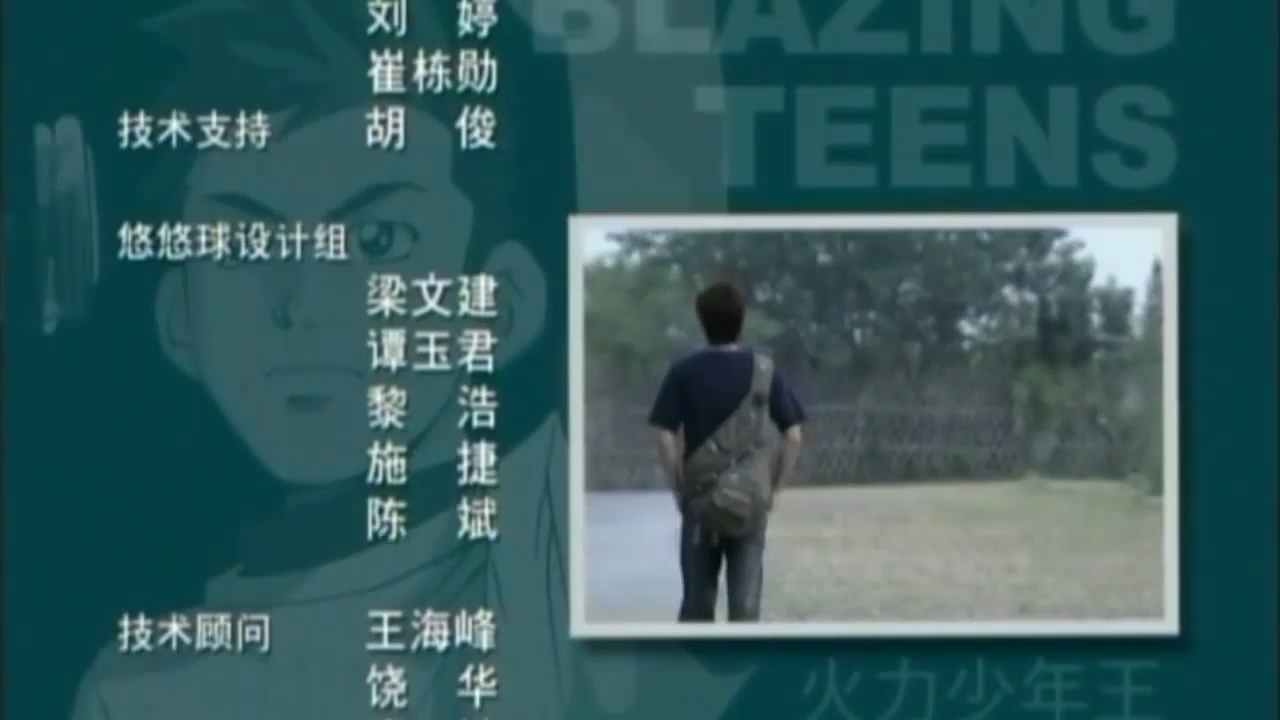 刘 婷
崔栋勋
技术支持 胡 俊
悠悠球设计组
梁文建
谭玉君
黎 浩
施 捷
陈 斌
技术顾问 王海峰
饶 华
BLAZING
TEENS
火力少年王